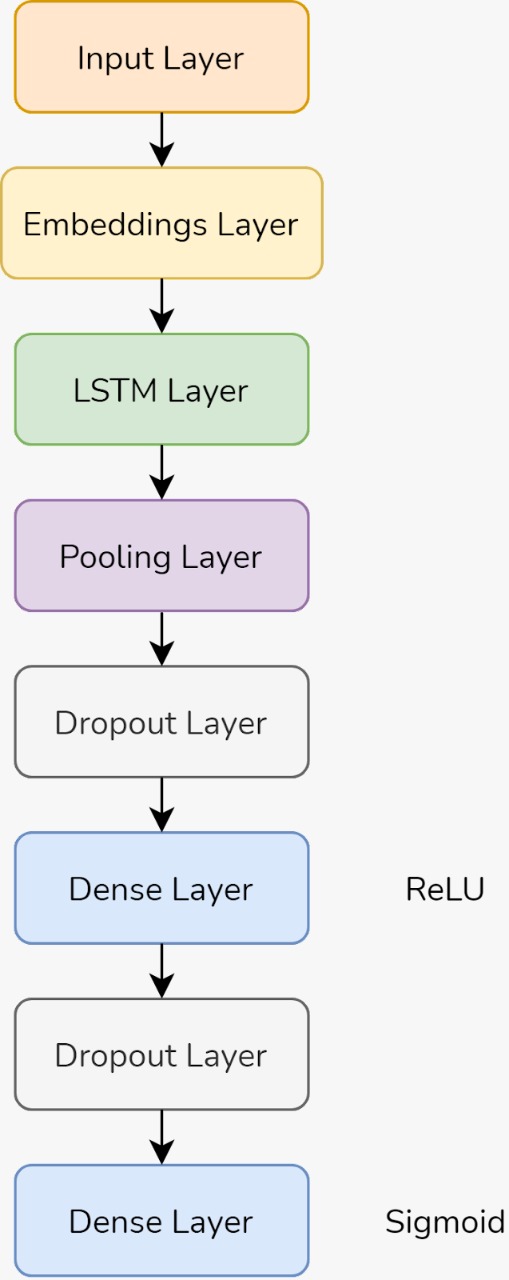 Input Layer
Embeddings Layer
LSTM Layer
Pooling Layer
Dropout Layer
Dense Layer
ReLU
Dropout Layer
Dense Layer
Sigmoid